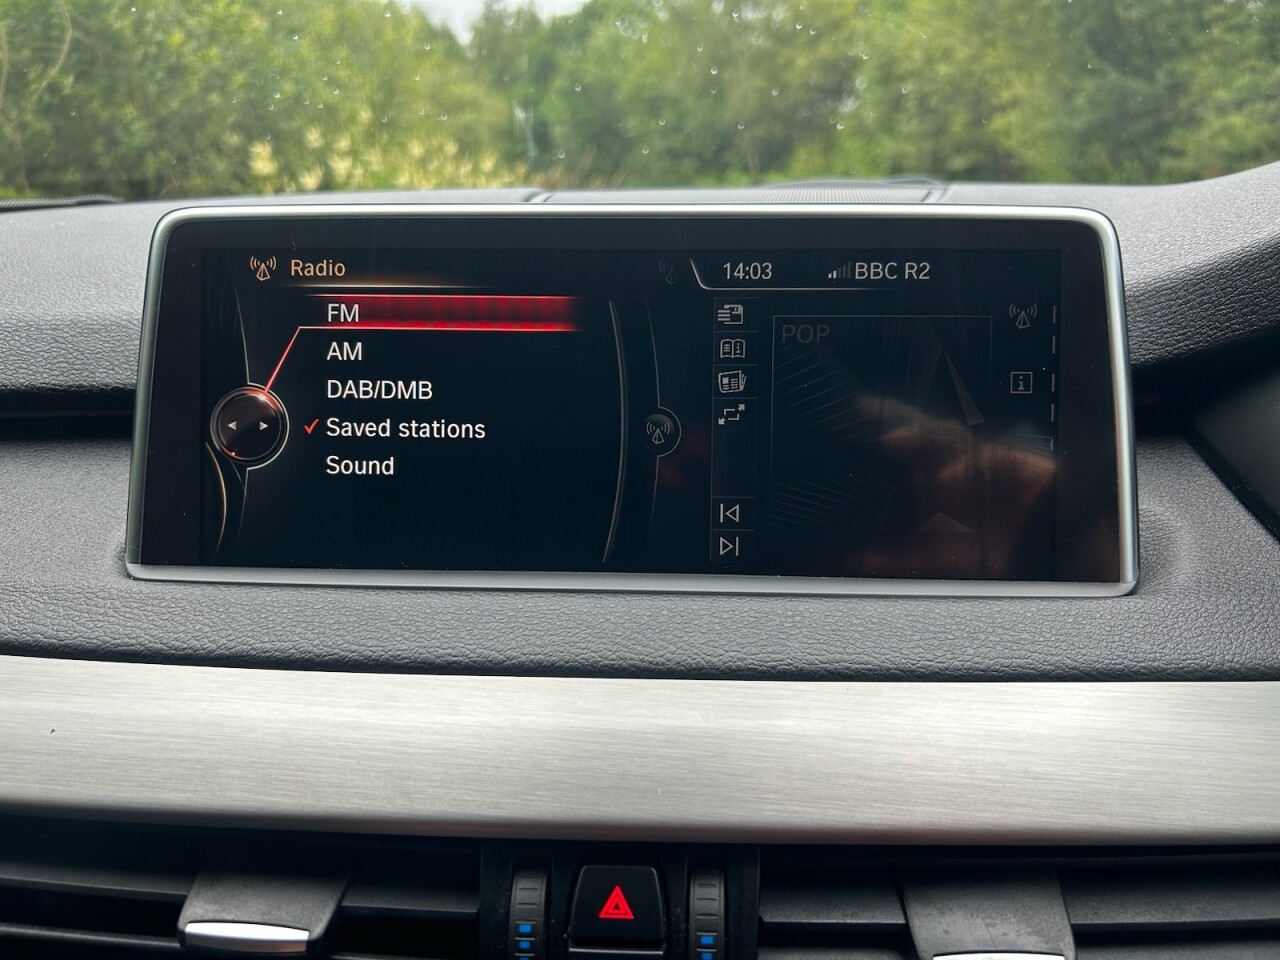 Radio
14:03 BBC R2
FM
AM
DAB/DMB
Saved stations
Sound
POP